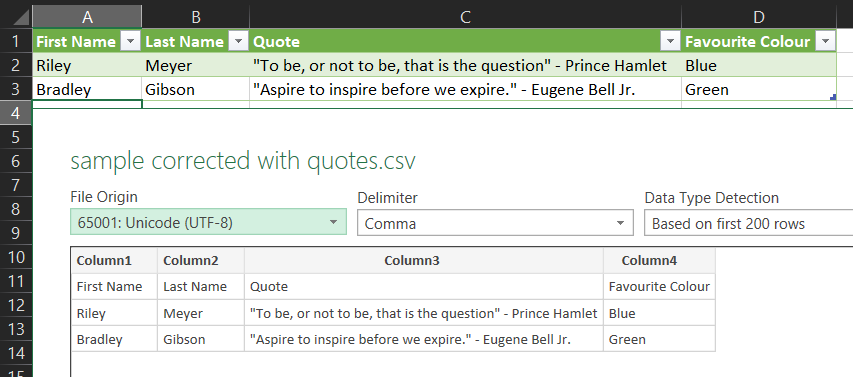 A B C D
1 First Name Last Name Quote Favourite Colour
2 Riley Meyer "To be, or not to be, that is the question" - Prince Hamlet Blue
3 Bradley Gibson "Aspire to inspire before we expire." - Eugene Bell Jr. Green
4
5
6 sample corrected with quotes.csv
7
File Origin Delimiter Data Type Detection
8
65001: Unicode (UTF-8) Comma Based on first 200 rows
9
10 Column1 Column2 Column3 Column4
11 First Name Last Name Quote Favourite Colour
12 Riley Meyer "To be, or not to be, that is the question" - Prince Hamlet Blue
13 Bradley Gibson "Aspire to inspire before we expire." - Eugene Bell Jr. Green
14
15